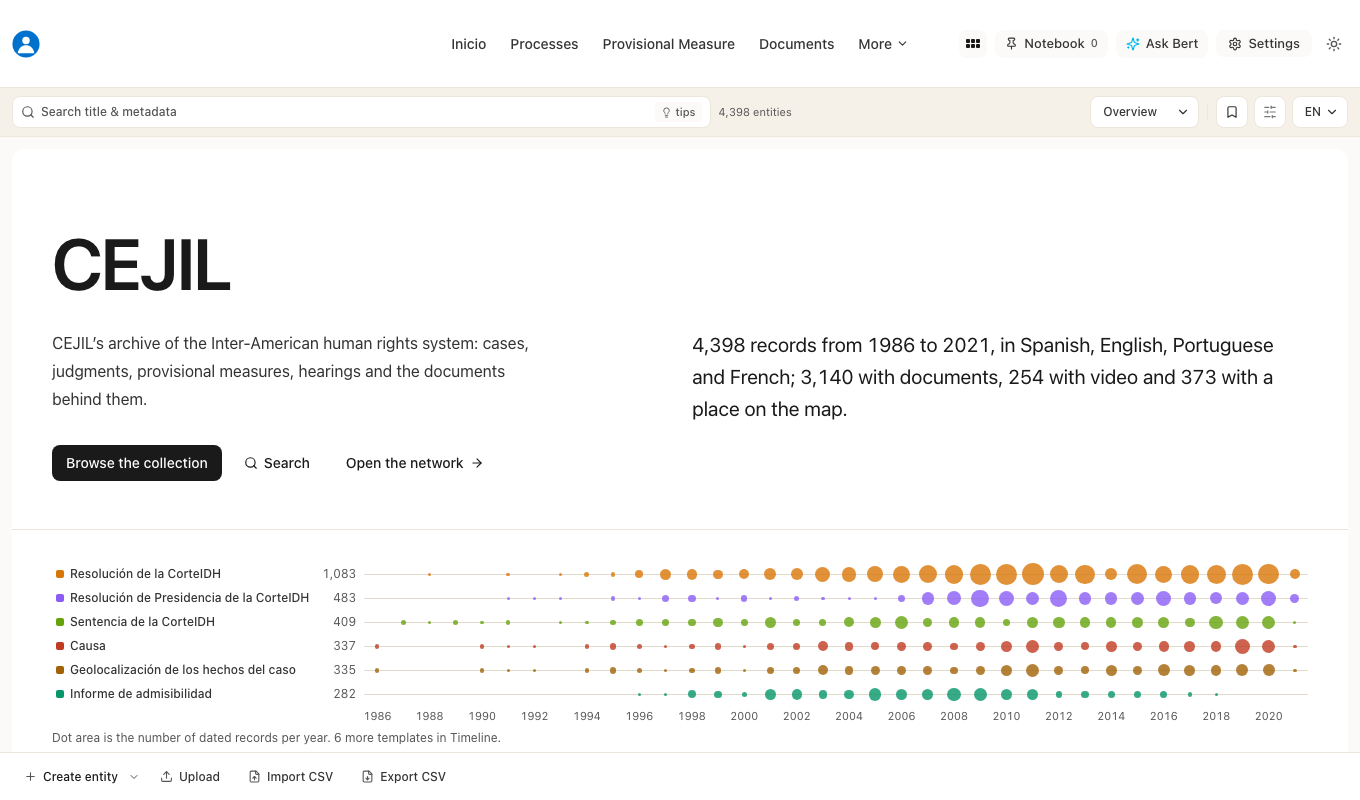 Inicio
Processes
Provisional Measure
Documents
More
Notebook 0
Ask Bert
Settings
Search title & metadata
tips
4,398 entities
Overview
EN
CEJIL
CEJIL's archive of the Inter-American human rights system: cases,
judgments, provisional measures, hearings and the documents
behind them.
4,398 records from 1986 to 2021, in Spanish, English, Portuguese
and French; 3,140 with documents, 254 with video and 373 with a
place on the map.
Browse the collection
Search
Open the network
Resolución de la CorteIDH 1,083
Resolución de Presidencia de la CorteIDH 483
Sentencia de la CorteIDH 409
Causa 337
Geolocalización de los hechos del caso 335
Informe de admisibilidad 282
1986 1988 1990 1992 1994 1996 1998 2000 2002 2004 2006 2008 2010 2012 2014 2016 2018 2020
Dot area is the number of dated records per year. 6 more templates in Timeline.
Create entity
Upload
Import CSV
Export CSV